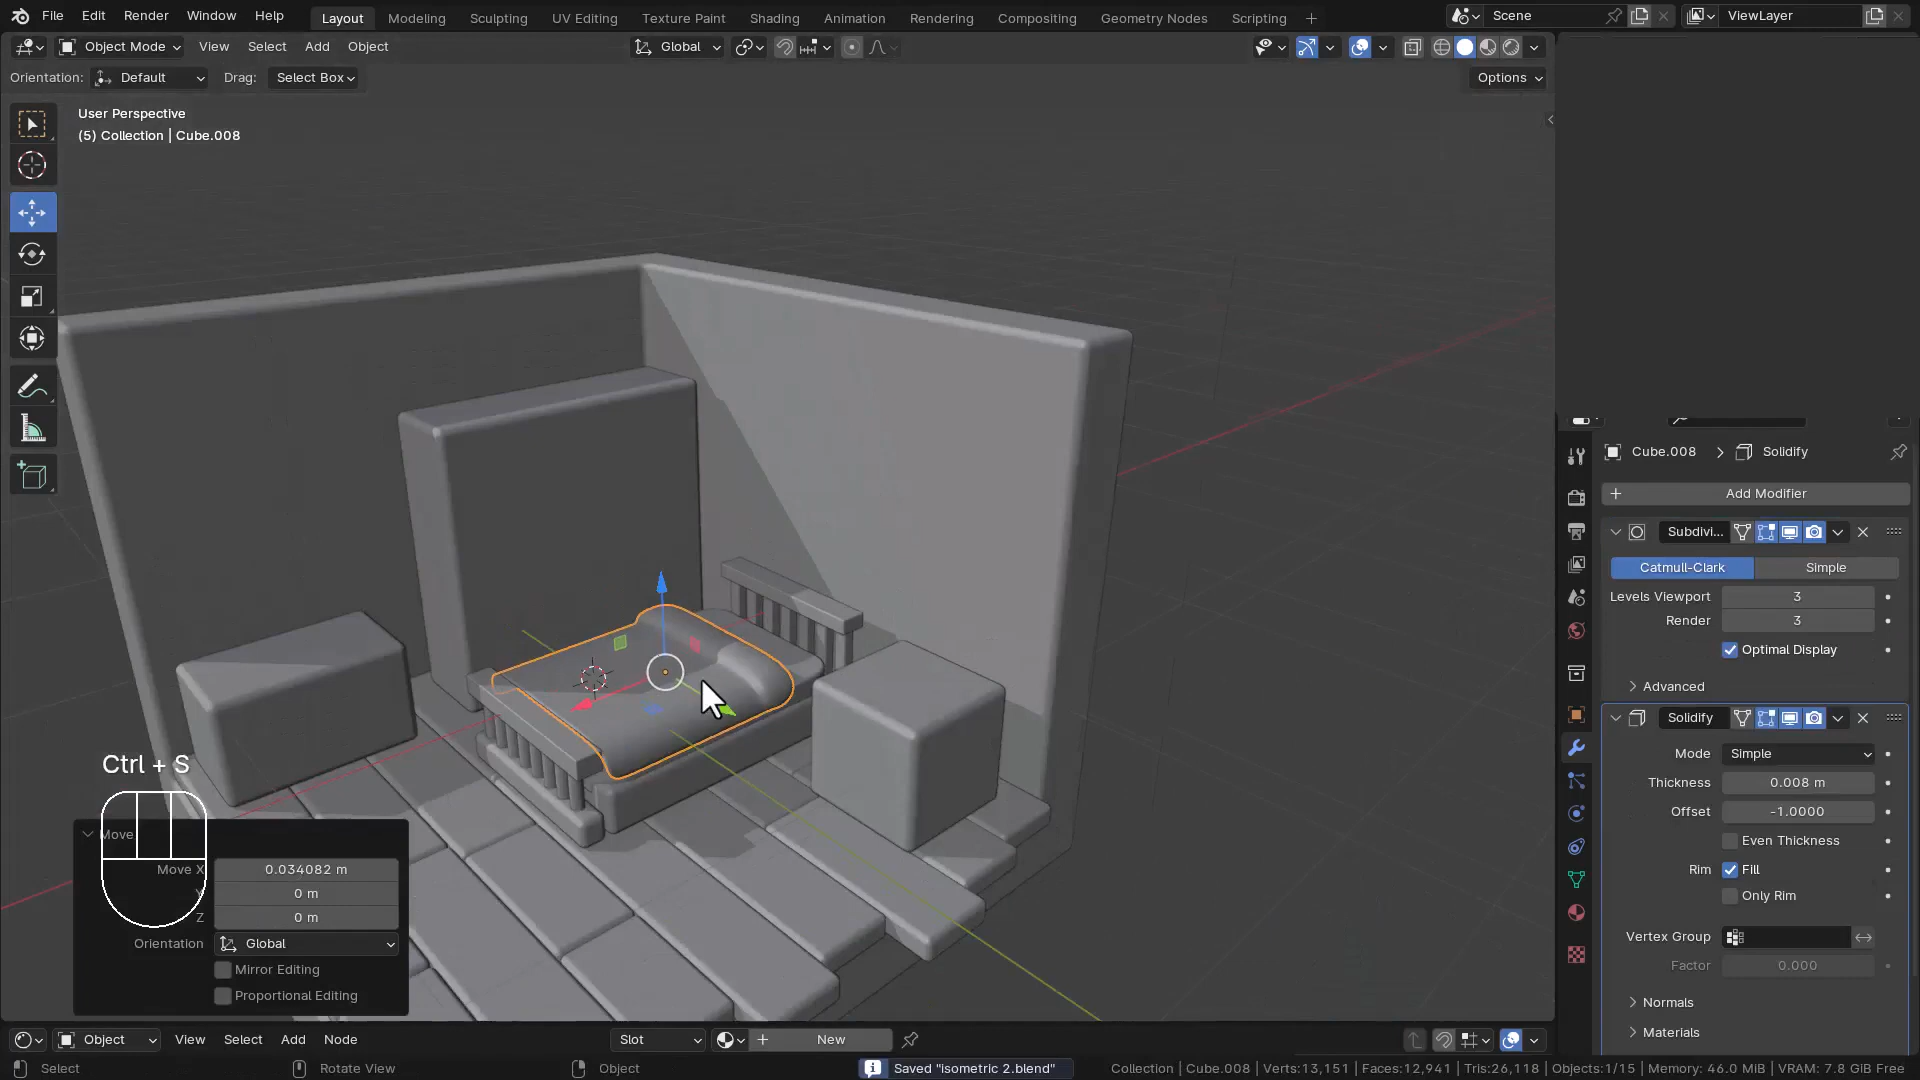 File Edit Render Window Help
Layout Modeling Sculpting UV Editing Texture Paint Shading Animation Rendering Compositing Geometry Nodes Scripting
Scene
ViewLayer
Object Mode View Select Add Object
Global
Orientation: Default Drag: Select Box
Options
User Perspective
(5) Collection | Cube.008
Cube.008 > Solidify
Add Modifier
Subdivi...
Catmull-Clark Simple
Levels Viewport 3
Render 3
Optimal Display
Advanced
Solidify
Mode Simple
Thickness 0.008 m
Offset -1.0000
Even Thickness
Rim Fill
Only Rim
Vertex Group
Factor 0.000
Normals
Materials
Ctrl + S
Move
Move X 0.034082 m
0 m
Z 0 m
Orientation Global
Mirror Editing
Proportional Editing
Object View Select Add Node
Slot
New
Select Rotate View Object
Saved "isometric 2.blend"
Collection | Cube.008 | Verts:13,151 | Faces:12,941 | Tris:26,118 | Objects:1/15 | Memory: 46.0 MiB | VRAM: 7.8 GiB Free